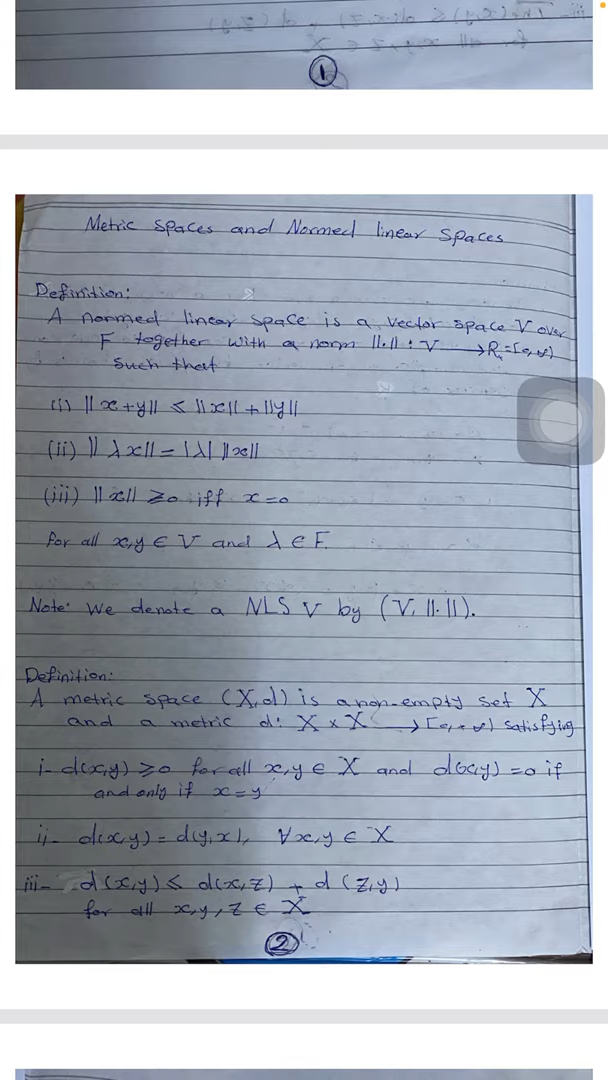 for all x,y,z ∈ X
①
Metric Spaces and Normed linear Spaces
Definition:
A normed linear space is a vector space V over
F together with a norm ||.|| : V → R₊=[0,∞)
Such that
(i) ||x+y|| ≤ ||x||+||y||
(ii) ||λx||=|λ| ||x||
(iii) ||x|| ≥0 iff x=0
for all x,y ∈ V and λ ∈ F.
Note: We denote a NLS V by (V, ||.||).
Definition:
A metric space (X,d) is a non-empty set X
and a metric d: X × X → [0,+∞) satisfying
i- d(x,y) ≥0 for all x,y ∈ X and d(x,y) =0 if
and only if x=y
ii- d(x,y) = d(y,x), ∀x,y ∈ X
iii- d(x,y) ≤ d(x,z) + d(z,y)
for all x,y,z ∈ X
②